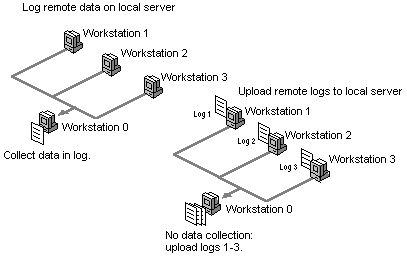 Log remote data on local server
Workstation 1
Workstation 2
Workstation 3
Workstation 0
Collect data in log.
Upload remote logs to local server
Log 1
Workstation 1
Log 2
Workstation 2
Log 3
Workstation 3
Workstation 0
No data collection:
upload logs 1-3.